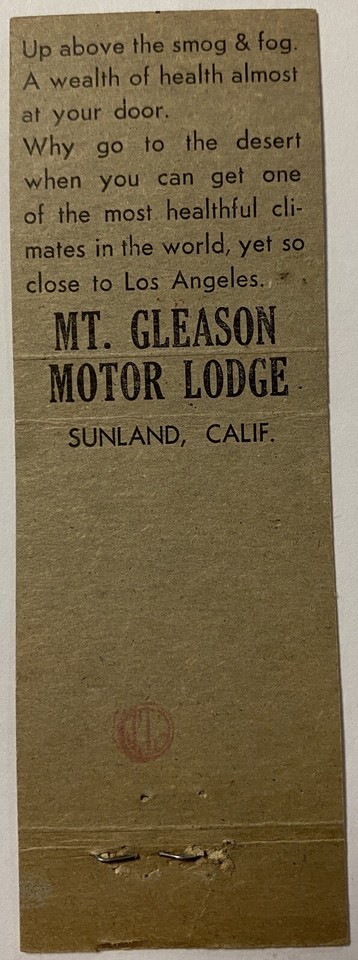 Up above the smog & fog.
A wealth of health almost
at your door.
Why go to the desert
when you can get one
of the most healthful cli-
mates in the world, yet so
close to Los Angeles.
MT. GLEASON
MOTOR LODGE
SUNLAND, CALIF.